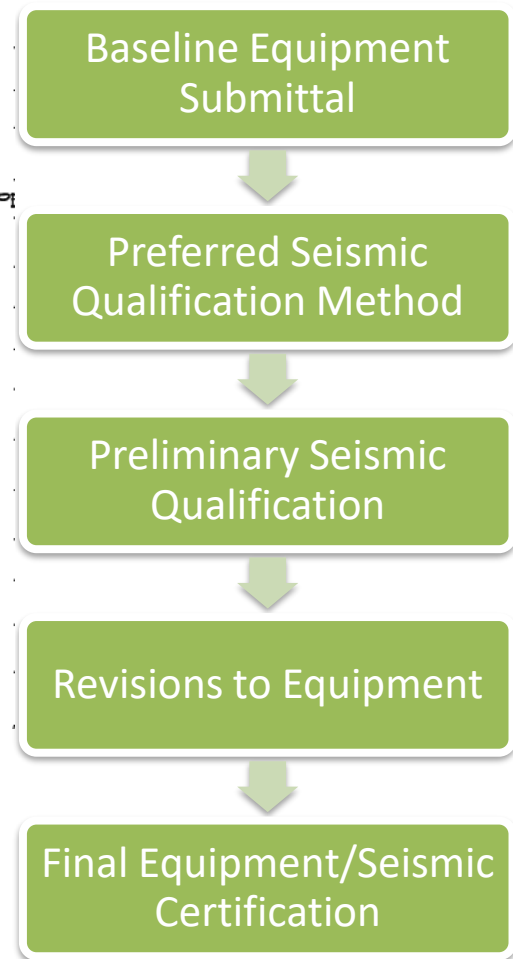 Baseline Equipment
Submittal
Preferred Seismic
Qualification Method
Preliminary Seismic
Qualification
Revisions to Equipment
Final Equipment/Seismic
Certification